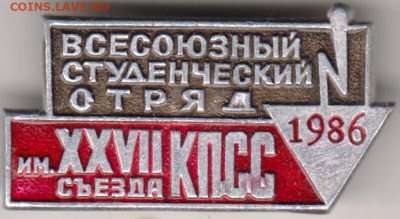 COINS.LAVE.RU
ВСЕСОЮЗНЫЙ
СТУДЕНЧЕСКИЙ
ОТРЯД
ИМ. XXVII СЪЕЗДА КПСС
1986